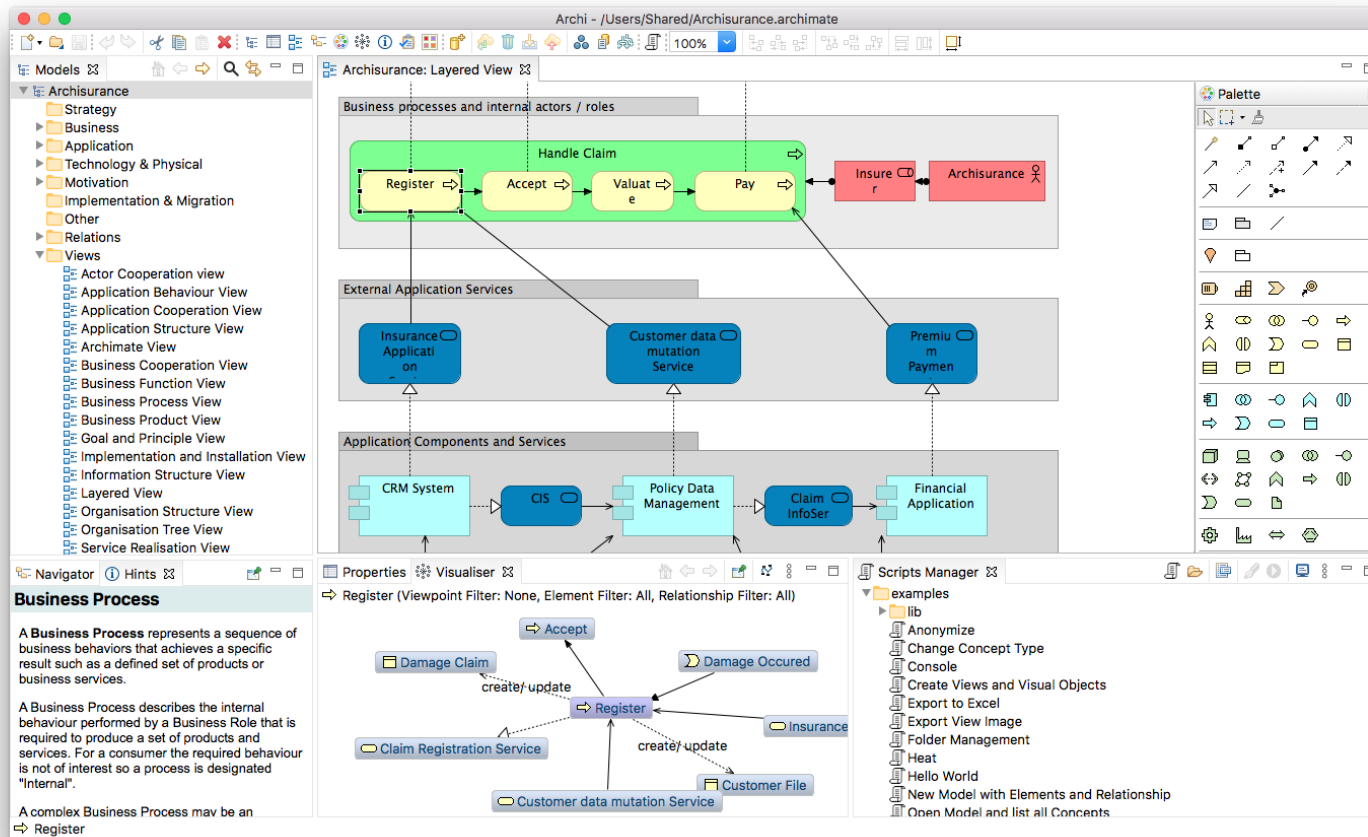 Archi - /Users/Shared/Archisurance.archimate
100%
Models
Archisurance
Strategy
Business
Application
Technology & Physical
Motivation
Implementation & Migration
Other
Relations
Views
Actor Cooperation view
Application Behaviour View
Application Cooperation View
Application Structure View
Archimate View
Business Cooperation View
Business Function View
Business Process View
Business Product View
Goal and Principle View
Implementation and Installation View
Information Structure View
Layered View
Organisation Structure View
Organisation Tree View
Service Realisation View
Archisurance: Layered View
Business processes and internal actors / roles
Handle Claim
Register
Accept
Valuat
e
Pay
Insure
r
Archisurance
External Application Services
Insurance
Applicati
on
Customer data
mutation
Service
Premiu
m
Paymen
Application Components and Services
CRM System
CIS
Policy Data
Management
Claim
InfoSer
Financial
Application
Palette
Navigator
Hints
Business Process
A Business Process represents a sequence of
business behaviors that achieves a specific
result such as a defined set of products or
business services.
A Business Process describes the internal
behaviour performed by a Business Role that is
required to produce a set of products and
services. For a consumer the required behaviour
is not of interest so a process is designated
"Internal".
A complex Business Process may be an
Register
Properties
Visualiser
Register (Viewpoint Filter: None, Element Filter: All, Relationship Filter: All)
Accept
Damage Claim
Damage Occured
create/ update
Register
Insurance
Claim Registration Service
create/ update
Customer File
Customer data mutation Service
Scripts Manager
examples
lib
Anonymize
Change Concept Type
Console
Create Views and Visual Objects
Export to Excel
Export View Image
Folder Management
Heat
Hello World
New Model with Elements and Relationship
Open Model and list all Concepts